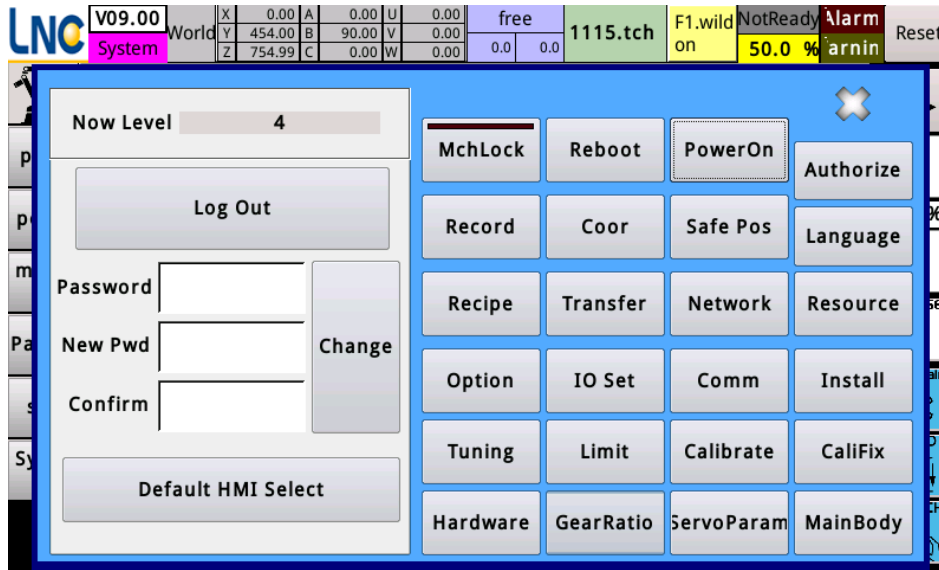 LNC V09.00 World X 0.00 A 0.00 U 0.00 free 1115.tch F1.wild NotReady Alarm Reset
System Y 454.00 B 90.00 V 0.00 0.0 0.0 on 50.0 % arnin
Z 754.99 C 0.00 W 0.00
Now Level 4
Log Out
Password
New Pwd
Confirm
Change
Default HMI Select
MchLock Reboot PowerOn Authorize
Record Coor Safe Pos Language
Recipe Transfer Network Resource
Option IO Set Comm Install
Tuning Limit Calibrate CaliFix
Hardware GearRatio ServoParam MainBody